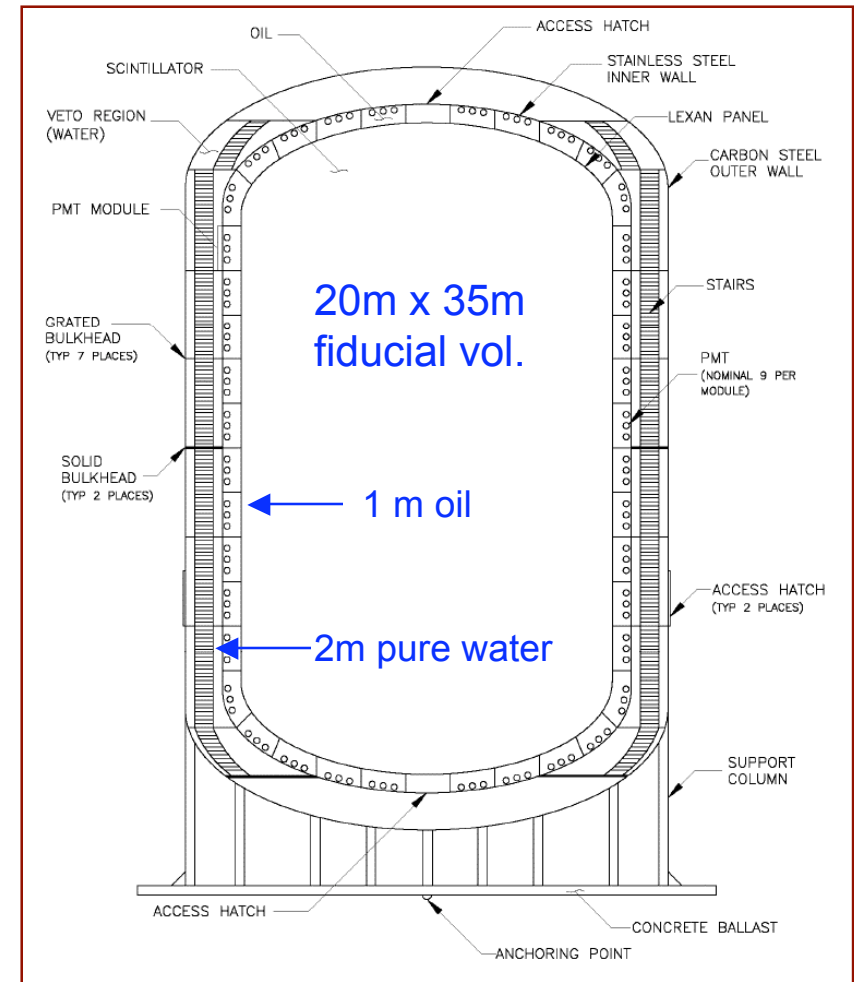 OIL
ACCESS HATCH
SCINTILLATOR
STAINLESS STEEL
INNER WALL
VETO REGION
(WATER)
LEXAN PANEL
CARBON STEEL
OUTER WALL
PMT MODULE
20m x 35m
fiducial vol.
STAIRS
GRATED
BULKHEAD
(TYP 7 PLACES)
PMT
(NOMINAL 9 PER
MODULE)
SOLID
BULKHEAD
(TYP 2 PLACES)
1 m oil
ACCESS HATCH
(TYP 2 PLACES)
2m pure water
SUPPORT
COLUMN
ACCESS HATCH
CONCRETE BALLAST
ANCHORING POINT